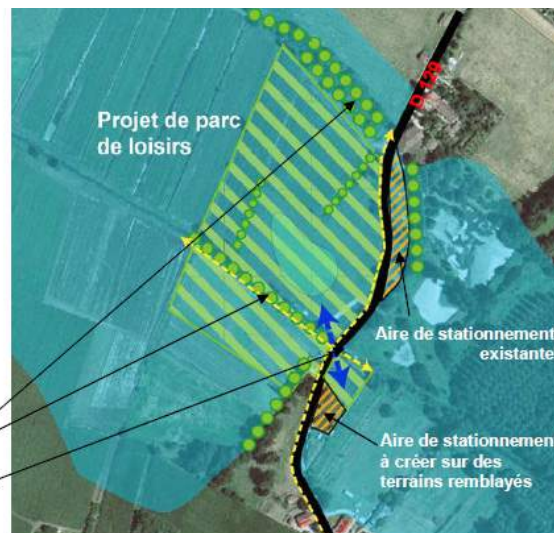 D 129
Projet de parc
de loisirs
Aire de stationnement
existante
Aire de stationnemen
à créer sur des
terrains remblayés